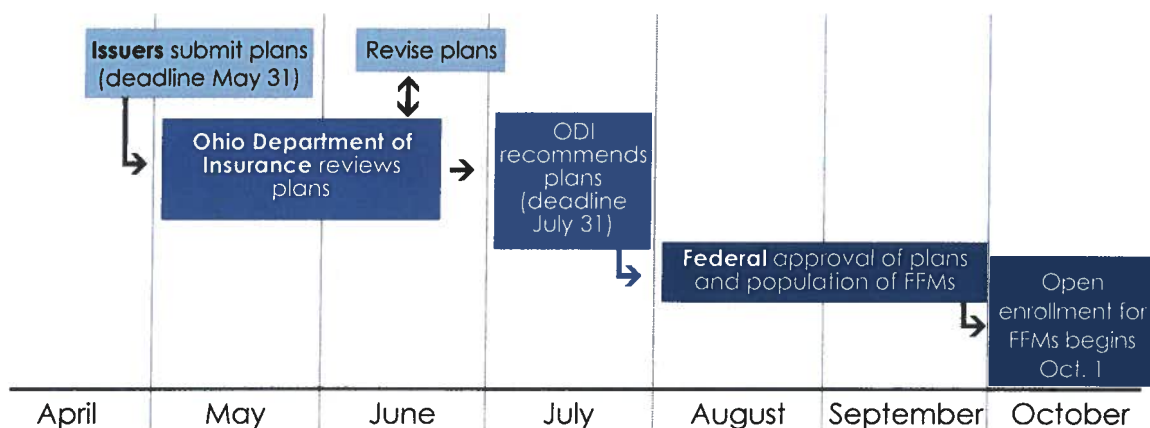 Issuers submit plans
(deadline May 31)
Revise plans
Ohio Department of
Insurance reviews
plans
ODI
recommends
plans
(deadline
July 31)
Federal approval of plans
and population of FFMs
Open
enrollment for
FFMs begins
Oct. 1
April May June July August September October